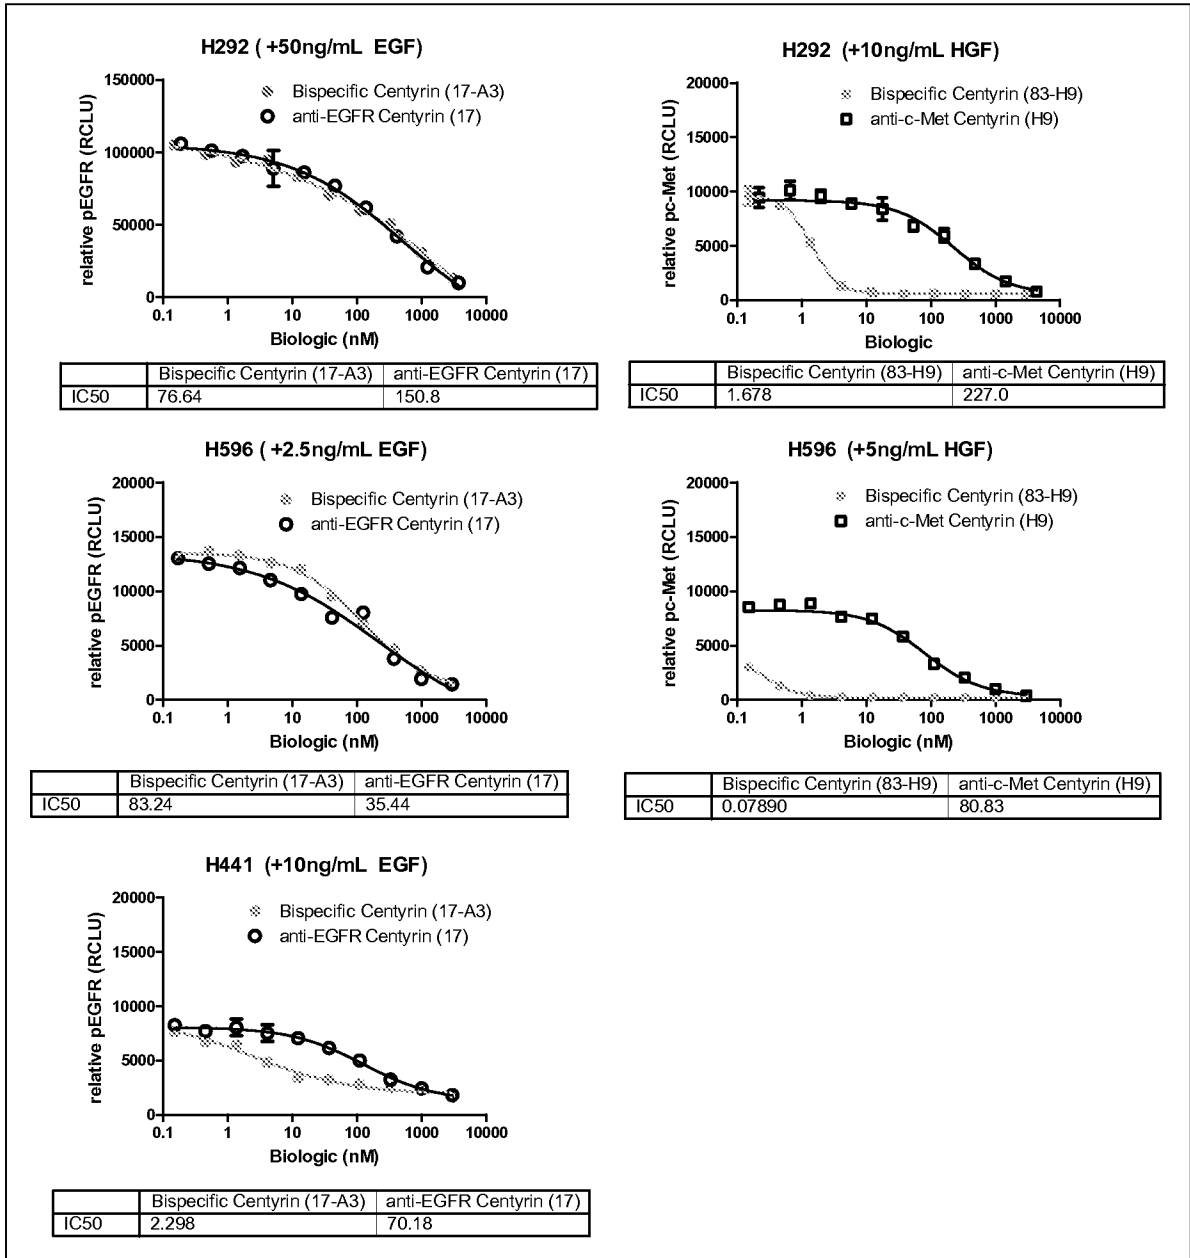 H292 ( +50ng/mL EGF)
150000
100000
50000
0
relative pEGFR (RCLU)
Bispecific Centyrin (17-A3)
anti-EGFR Centyrin (17)
0.1 1 10 100 1000 10000
Biologic (nM)
Bispecific Centyrin (17-A3) anti-EGFR Centyrin (17)
IC50 76.64 150.8
H292 (+10ng/mL HGF)
20000
15000
10000
5000
0
relative pc-Met (RCLU)
Bispecific Centyrin (83-H9)
anti-c-Met Centyrin (H9)
0.1 1 10 100 1000 10000
Biologic
Bispecific Centyrin (83-H9) anti-c-Met Centyrin (H9)
IC50 1.678 227.0
H596 ( +2.5ng/mL EGF)
20000
15000
10000
5000
0
relative pEGFR (RCLU)
Bispecific Centyrin (17-A3)
anti-EGFR Centyrin (17)
0.1 1 10 100 1000 10000
Biologic (nM)
Bispecific Centyrin (17-A3) anti-EGFR Centyrin (17)
IC50 83.24 35.44
H596 (+5ng/mL HGF)
20000
15000
10000
5000
0
relative pc-Met (RCLU)
Bispecific Centyrin (83-H9)
anti-c-Met Centyrin (H9)
0.1 1 10 100 1000 10000
Biologic (nM)
Bispecific Centyrin (83-H9) anti-c-Met Centyrin (H9)
IC50 0.07890 80.83
H441 (+10ng/mL EGF)
20000
15000
10000
5000
0
relative pEGFR (RCLU)
Bispecific Centyrin (17-A3)
anti-EGFR Centyrin (17)
0.1 1 10 100 1000 10000
Biologic (nM)
Bispecific Centyrin (17-A3) anti-EGFR Centyrin (17)
IC50 2.298 70.18